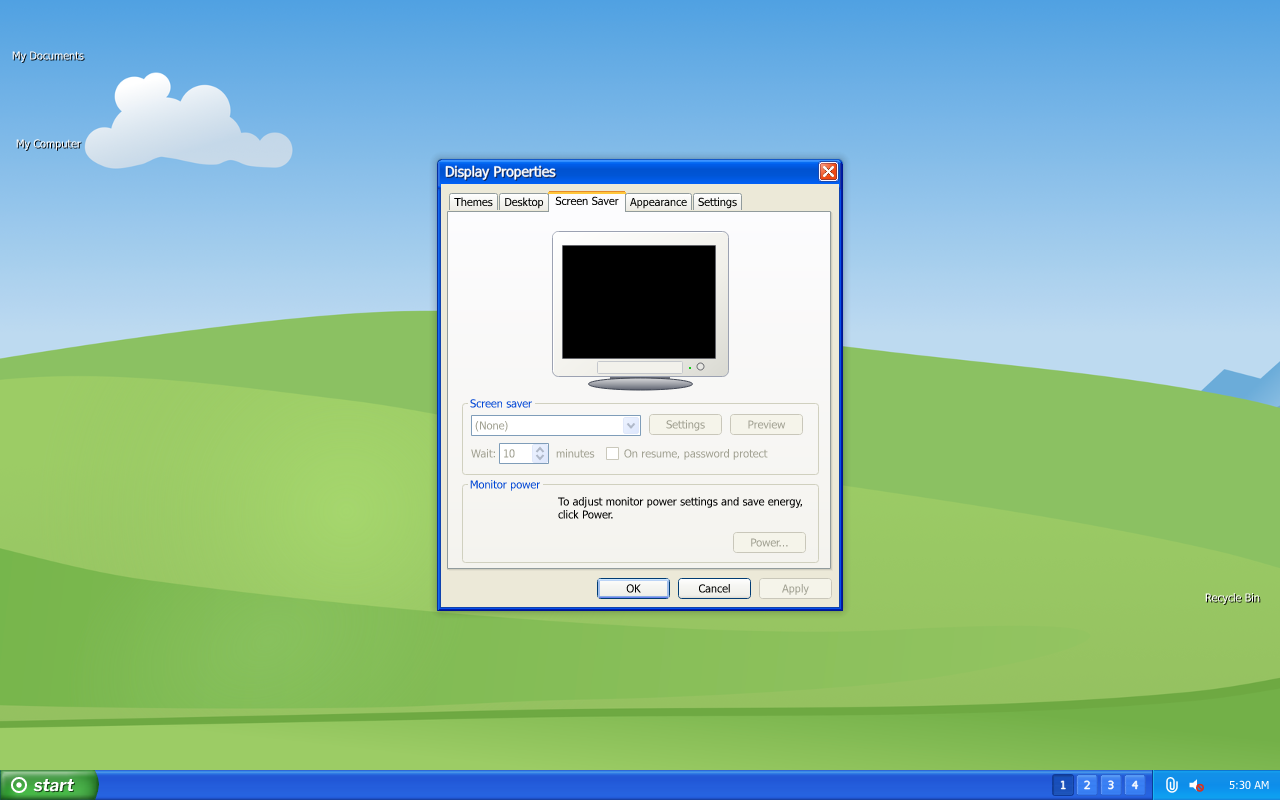 My Documents
My Computer
Display Properties
Themes Desktop Screen Saver Appearance Settings
Screen saver
(None) Settings Preview
Wait: 10 minutes On resume, password protect
Monitor power
To adjust monitor power settings and save energy,
click Power.
Power...
OK Cancel Apply
Recycle Bin
start 1 2 3 4 5:30 AM